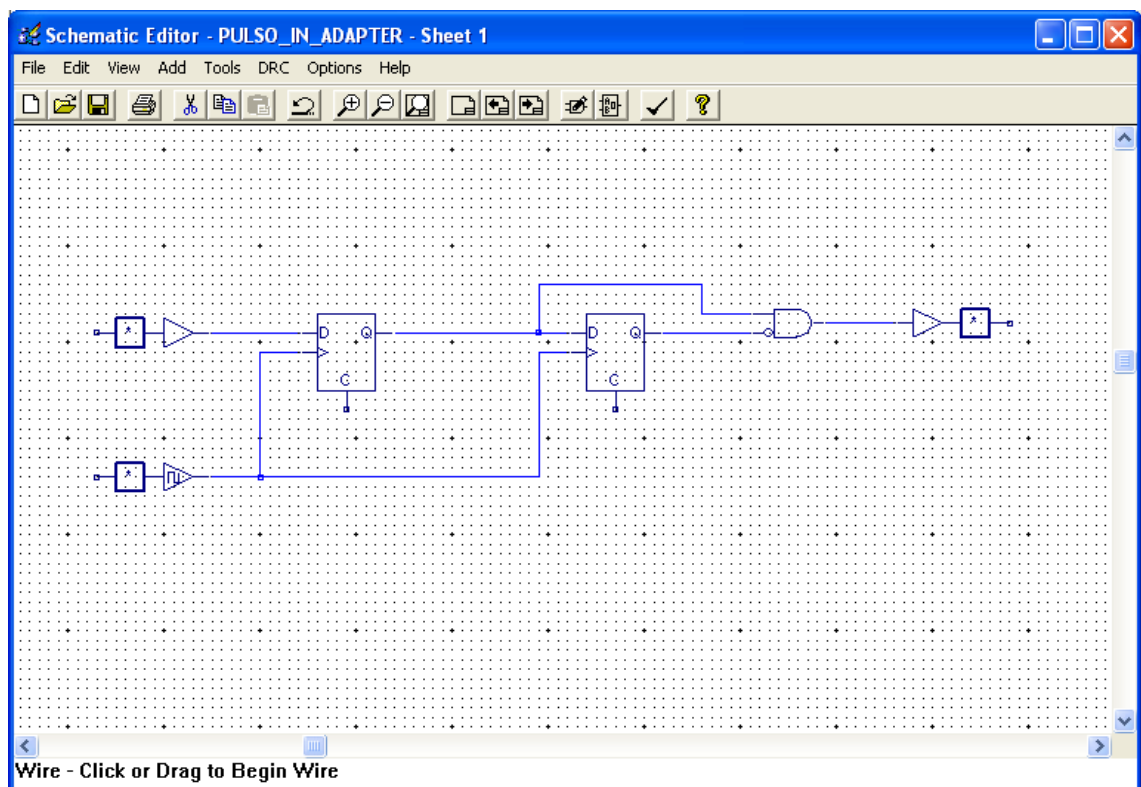 Schematic Editor - PULSO_IN_ADAPTER - Sheet 1
File Edit View Add Tools DRC Options Help
* D Q D Q *
C C
*
Wire - Click or Drag to Begin Wire